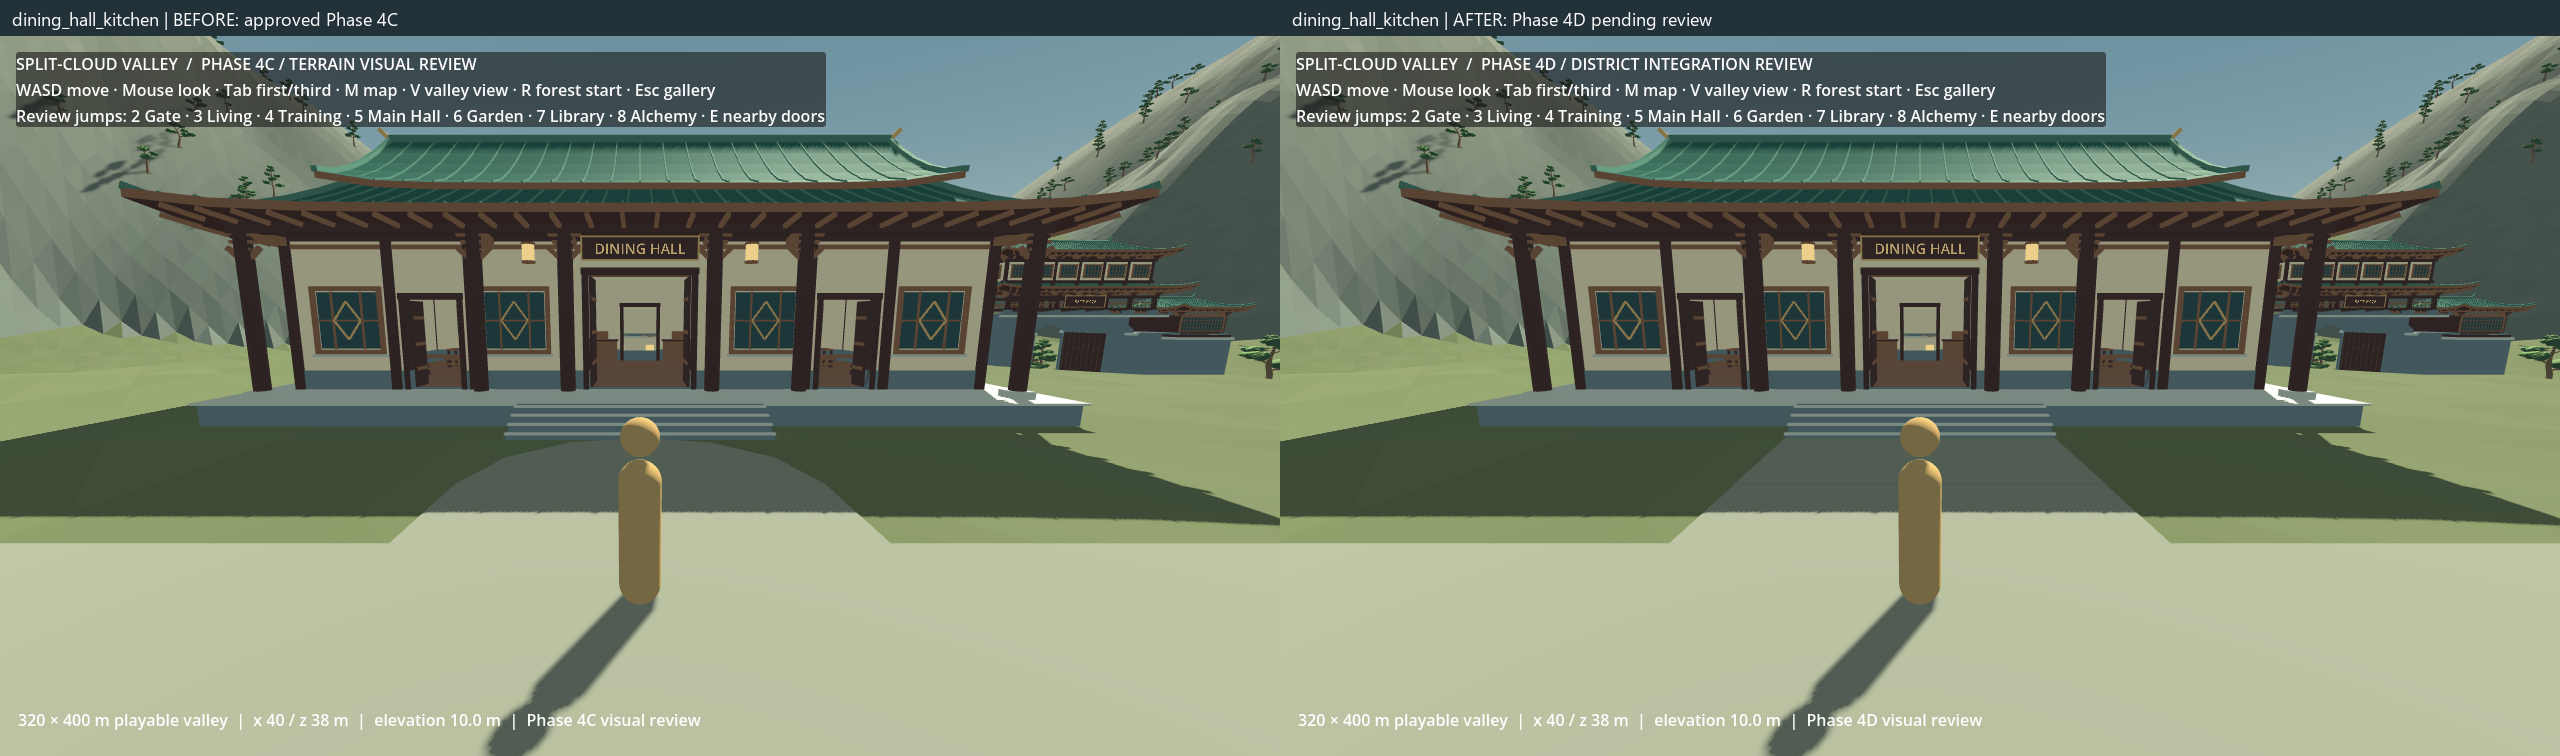 dining_hall_kitchen | BEFORE: approved Phase 4C
SPLIT-CLOUD VALLEY / PHASE 4C / TERRAIN VISUAL REVIEW
WASD move · Mouse look · Tab first/third · M map · V valley view · R forest start · Esc gallery
Review jumps: 2 Gate · 3 Living · 4 Training · 5 Main Hall · 6 Garden · 7 Library · 8 Alchemy · E nearby doors
DINING HALL
320 × 400 m playable valley | x 40 / z 38 m | elevation 10.0 m | Phase 4C visual review
dining_hall_kitchen | AFTER: Phase 4D pending review
SPLIT-CLOUD VALLEY / PHASE 4D / DISTRICT INTEGRATION REVIEW
WASD move · Mouse look · Tab first/third · M map · V valley view · R forest start · Esc gallery
Review jumps: 2 Gate · 3 Living · 4 Training · 5 Main Hall · 6 Garden · 7 Library · 8 Alchemy · E nearby doors
DINING HALL
320 × 400 m playable valley | x 40 / z 38 m | elevation 10.0 m | Phase 4D visual review